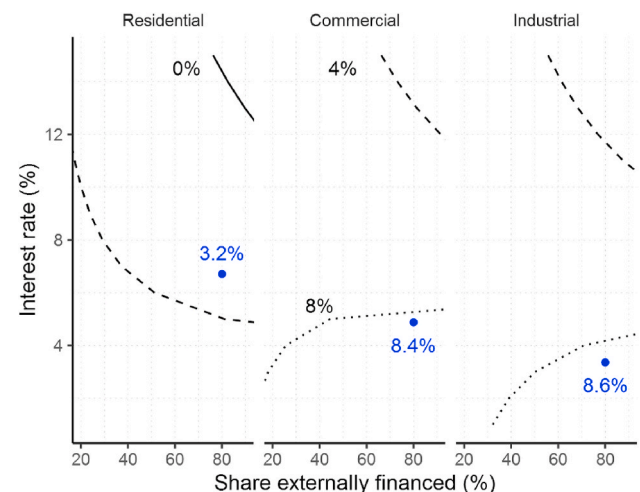 Residential Commercial Industrial
0% 4%
12
8
4
Interest rate (%)
3.2%
8%
8.4%
8.6%
20 40 60 80 20 40 60 80 20 40 60 80
Share externally financed (%)